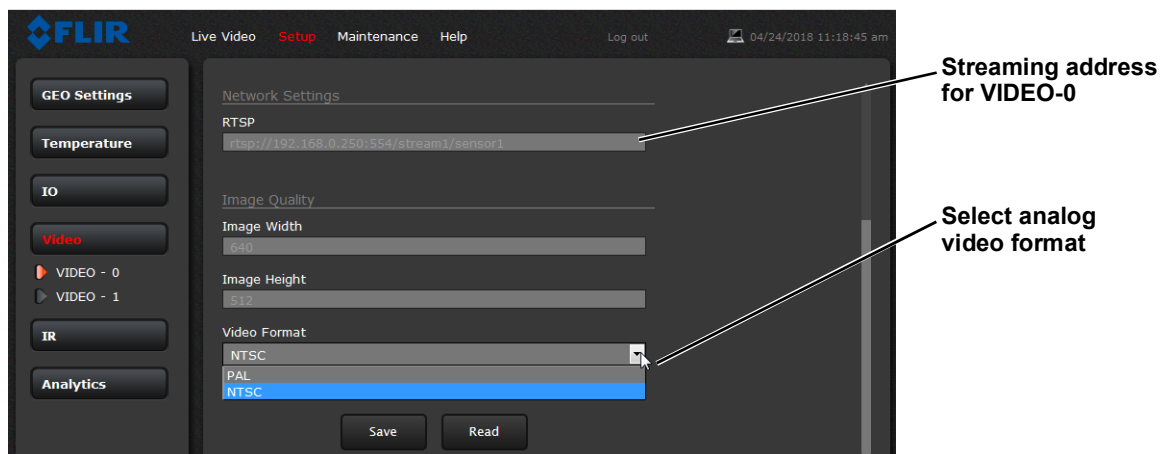 FLIR
Live Video Setup Maintenance Help Log out 04/24/2018 11:18:45 am
GEO Settings
Temperature
IO
Video
VIDEO - 0
VIDEO - 1
IR
Analytics
Network Settings
RTSP
rtsp://192.168.0.250:554/stream1/sensor1
Image Quality
Image Width
640
Image Height
512
Video Format
NTSC
PAL
NTSC
Save Read
Streaming address
for VIDEO-0
Select analog
video format